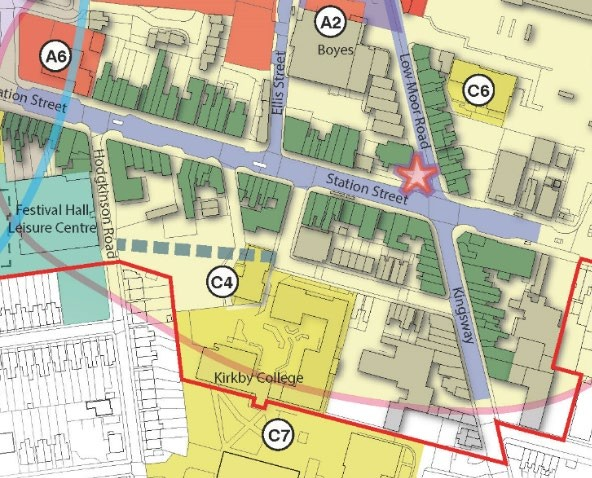 A2
Boyes
A6
Ellis Street
Low Moor Road
C6
ation Street
Station Street
Hodgkinson Road
Festival Hall
Leisure Centre
C4
Kingsway
Kirkby College
C7